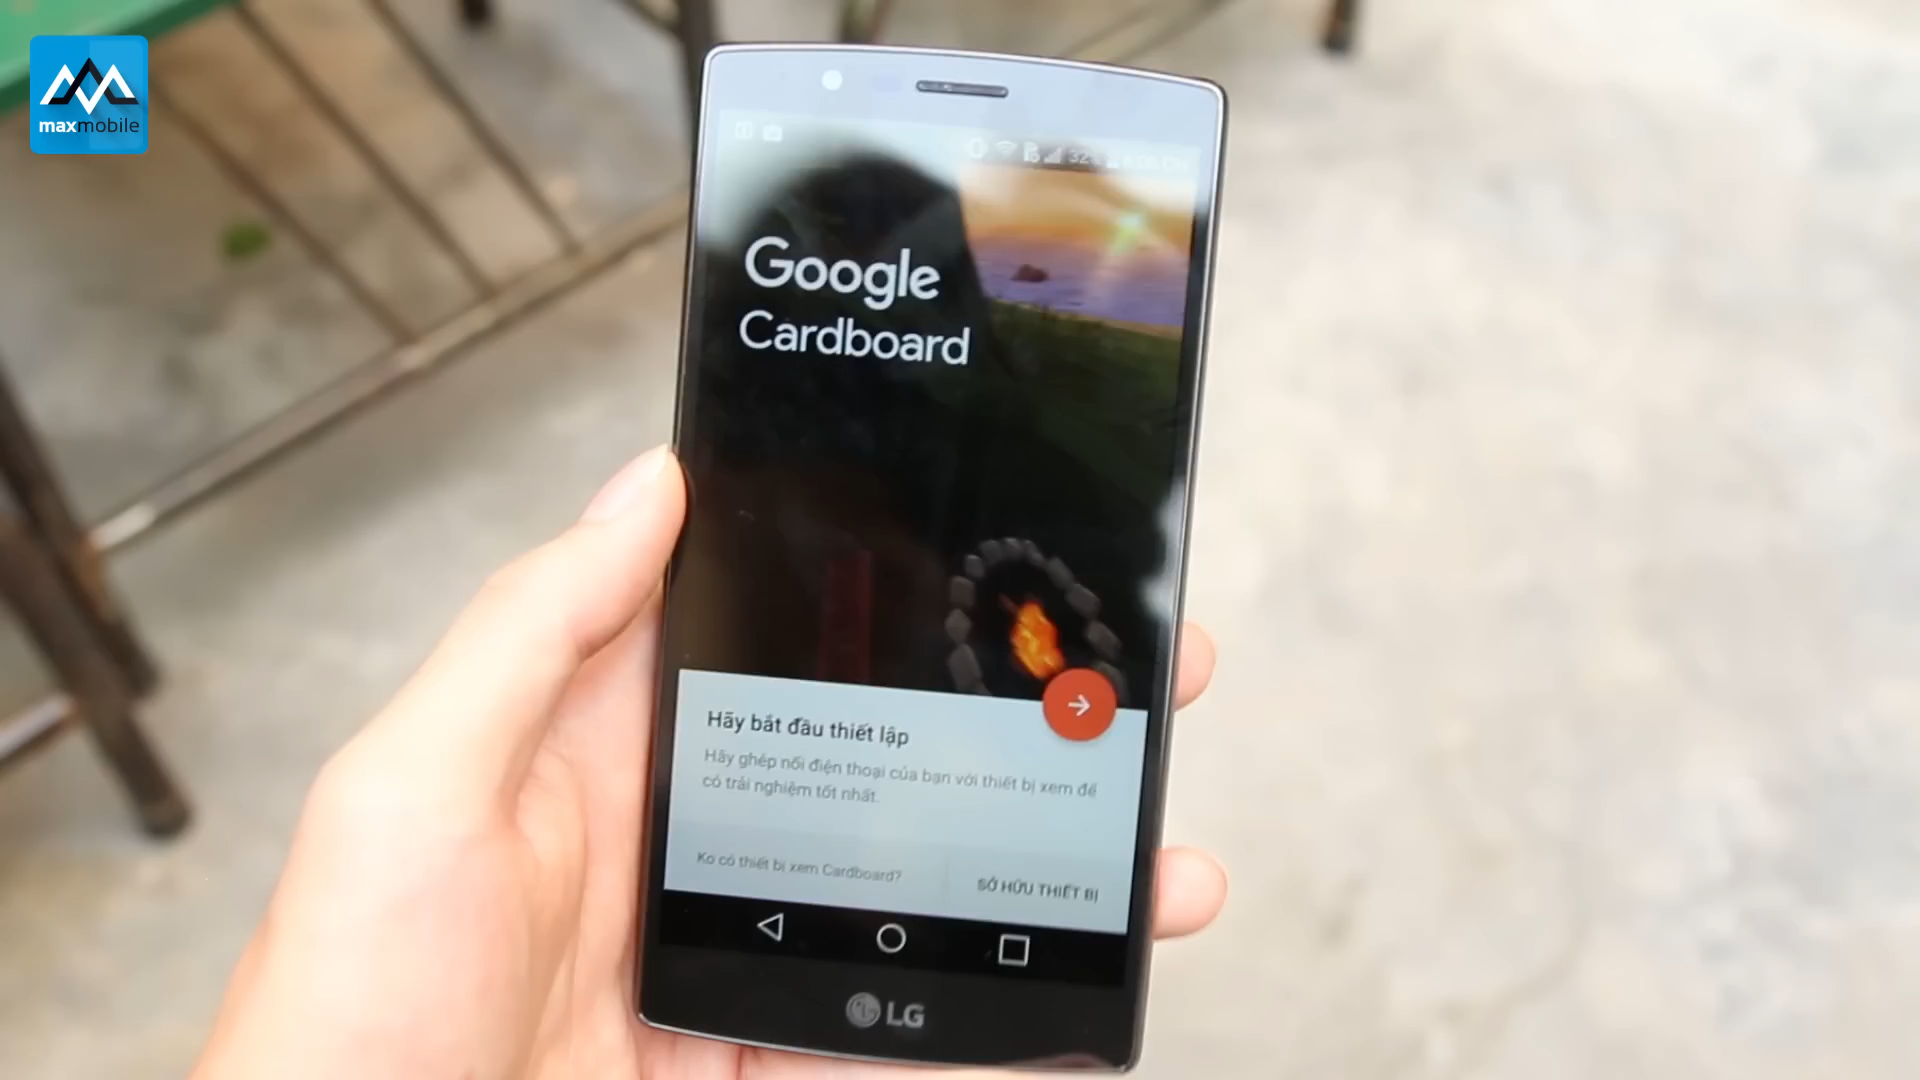 maxmobile
Google
Cardboard
Hãy bắt đầu thiết lập
Hãy ghép nối điện thoại của bạn với thiết bị xem để
có trải nghiệm tốt nhất.
Ko có thiết bị xem Cardboard?
SỞ HỮU THIẾT BỊ
LG